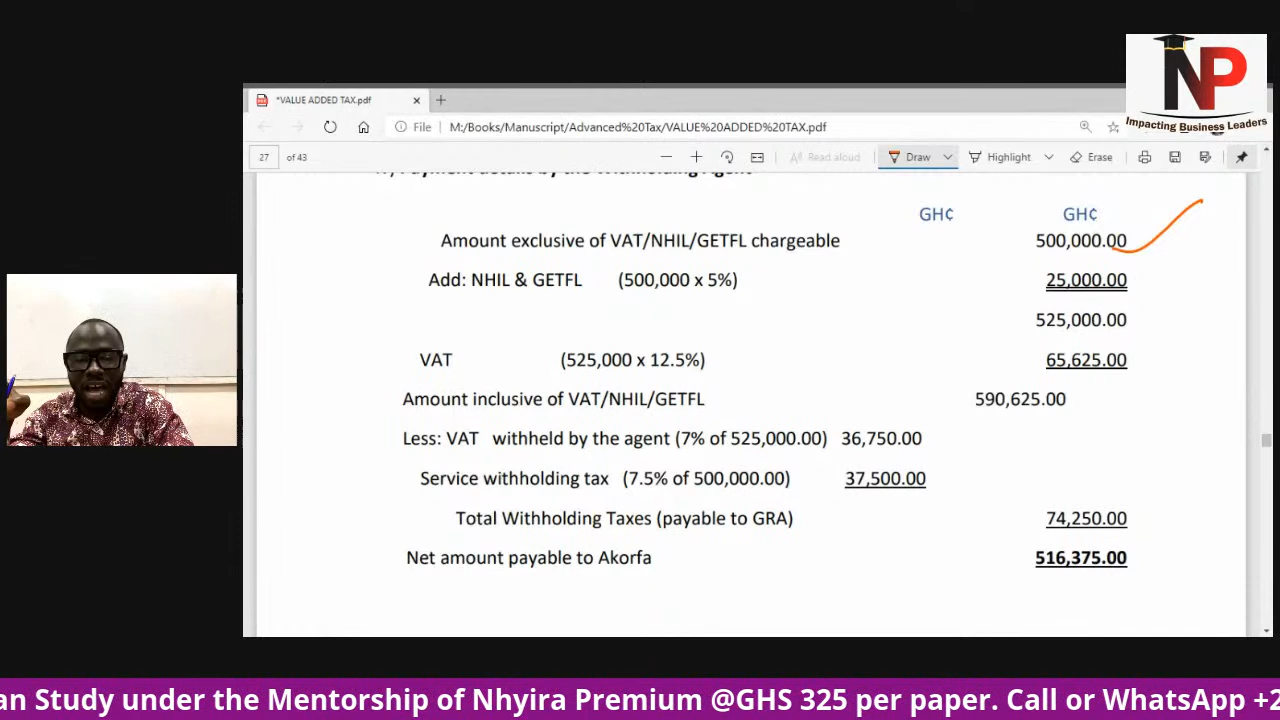 NP
Impacting Business Leaders
*VALUE ADDED TAX.pdf
File M:/Books/Manuscript/Advanced%20Tax/VALUE%20ADDED%20TAX.pdf
27 of 43 Read aloud Draw Highlight Erase
Payment details by the Withholding Agent
GH¢ GH¢
Amount exclusive of VAT/NHIL/GETFL chargeable 500,000.00
Add: NHIL & GETFL (500,000 x 5%) 25,000.00
525,000.00
VAT (525,000 x 12.5%) 65,625.00
Amount inclusive of VAT/NHIL/GETFL 590,625.00
Less: VAT withheld by the agent (7% of 525,000.00) 36,750.00
Service withholding tax (7.5% of 500,000.00) 37,500.00
Total Withholding Taxes (payable to GRA) 74,250.00
Net amount payable to Akorfa 516,375.00
an Study under the Mentorship of Nhyira Premium @GHS 325 per paper. Call or WhatsApp +2